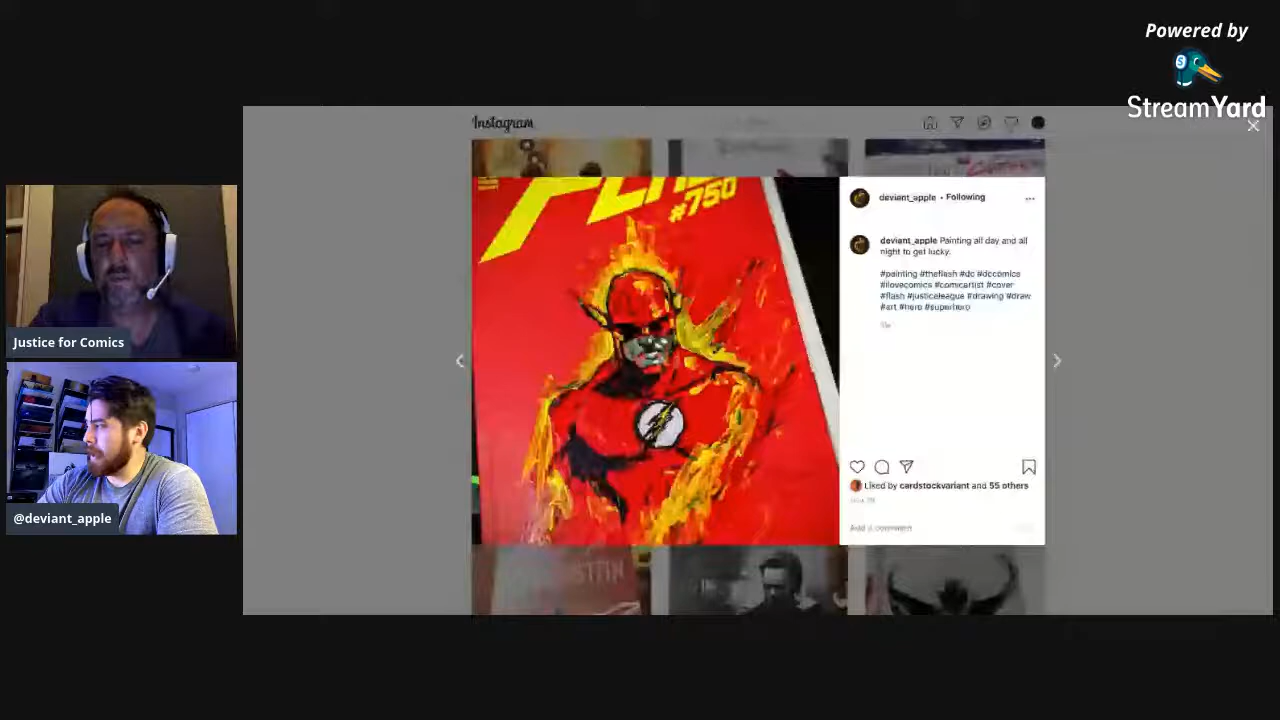 Powered by
StreamYard
Instagram
FLASH
#750
deviant_apple • Following
deviant_apple Painting all day and all
night to get lucky.
#painting #theflash #dc #dccomics
#ilovecomics #comicartist #cover
#flash #justiceleague #drawing #draw
#art #hero #superhero
Liked by cardstockvariant and 55 others
Add a comment
Justice for Comics
@deviant_apple